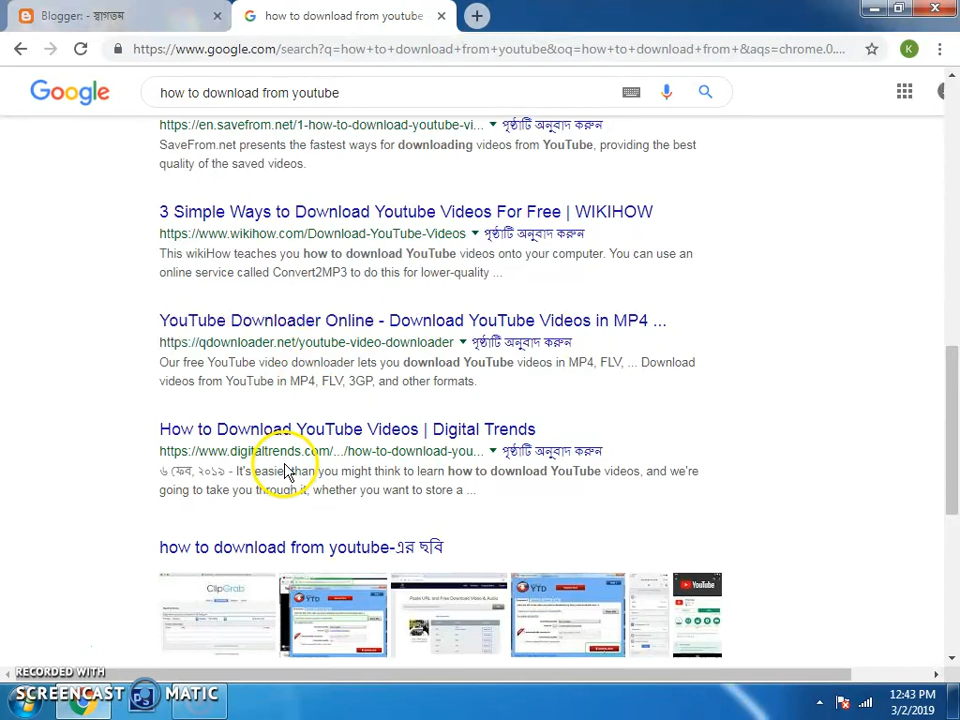 Blogger: - স্বাগতম
how to download from youtube
https://www.google.com/search?q=how+to+download+from+youtube&oq=how+to+download+from+&aqs=chrome.0....
K
Google
how to download from youtube
https://en.savefrom.net/1-how-to-download-youtube-vi... পৃষ্ঠাটি অনুবাদ করুন
SaveFrom.net presents the fastest ways for downloading videos from YouTube, providing the best
quality of the saved videos.
3 Simple Ways to Download Youtube Videos For Free | WIKIHOW
https://www.wikihow.com/Download-YouTube-Videos পৃষ্ঠাটি অনুবাদ করুন
This wikiHow teaches you how to download YouTube videos onto your computer. You can use an
online service called Convert2MP3 to do this for lower-quality ...
YouTube Downloader Online - Download YouTube Videos in MP4 ...
https://qdownloader.net/youtube-video-downloader পৃষ্ঠাটি অনুবাদ করুন
Our free YouTube video downloader lets you download YouTube videos in MP4, FLV, ... Download
videos from YouTube in MP4, FLV, 3GP, and other formats.
How to Download YouTube Videos | Digital Trends
https://www.digitaltrends.com/.../how-to-download-you... পৃষ্ঠাটি অনুবাদ করুন
৬ ফেব, ২০১৯ - It's easier than you might think to learn how to download YouTube videos, and we're
going to take you through it, whether you want to store a ...
how to download from youtube-এর ছবি
ClipGrab
YTD
YTD
YouTube
RECORDED WITH
SCREENCAST MATIC
12:43 PM
3/2/2019